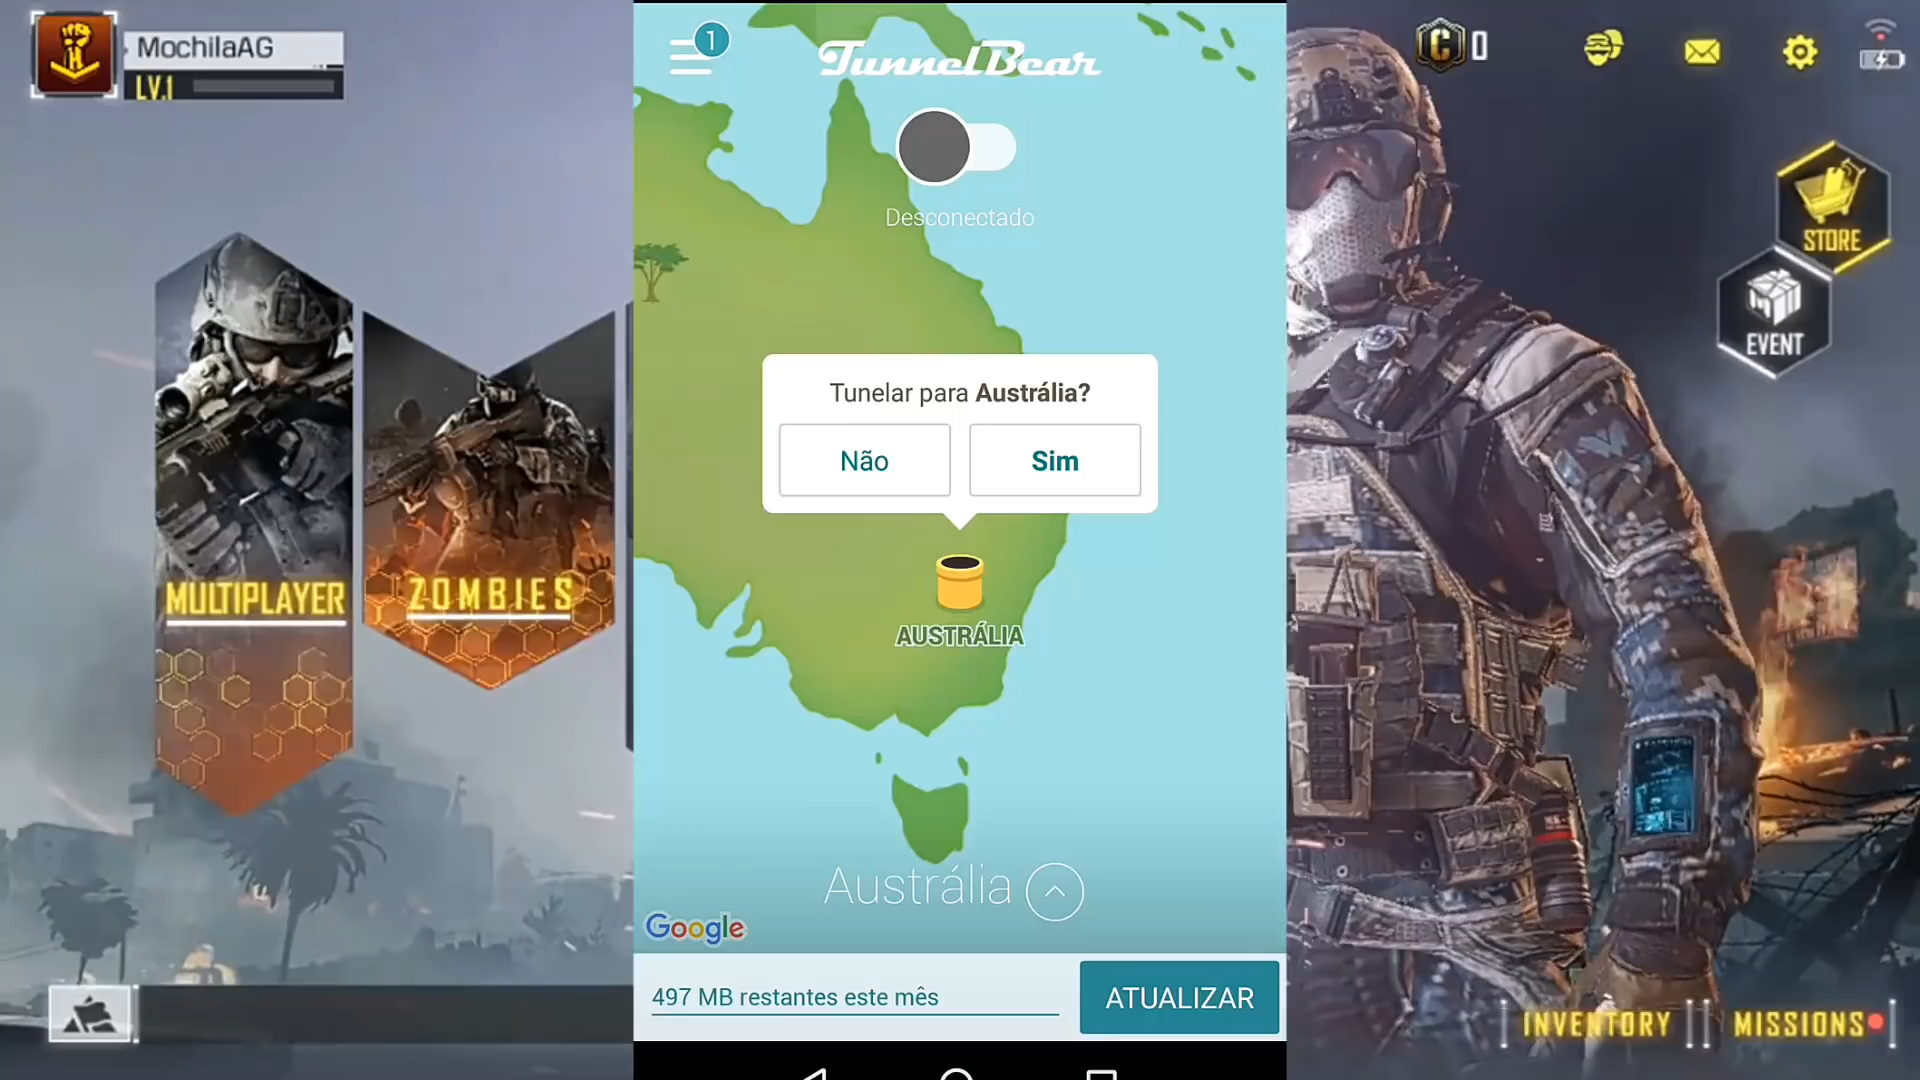 MochilaAG
LV.1
MULTIPLAYER
ZOMBIES
1
TunnelBear
Desconectado
Tunelar para Austrália?
Não
Sim
AUSTRÁLIA
Austrália
Google
497 MB restantes este mês
ATUALIZAR
0
STORE
EVENT
INVENTORY
MISSIONS